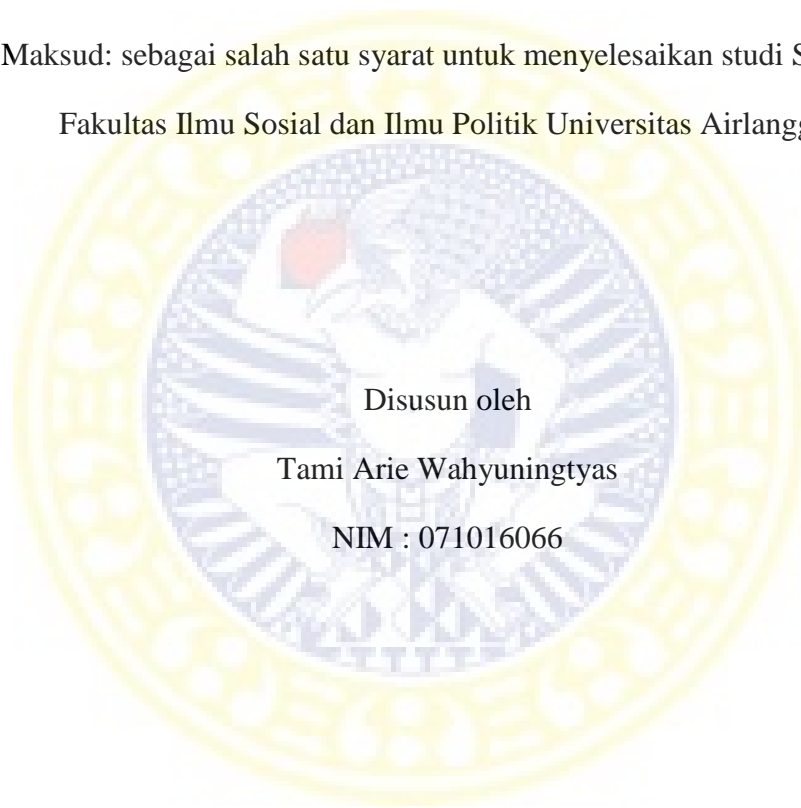 Maksud: sebagai salah satu syarat untuk menyelesaikan studi S
Fakultas Ilmu Sosial dan Ilmu Politik Universitas Airlangg
Disusun oleh
Tami Arie Wahyuningtyas
NIM : 071016066